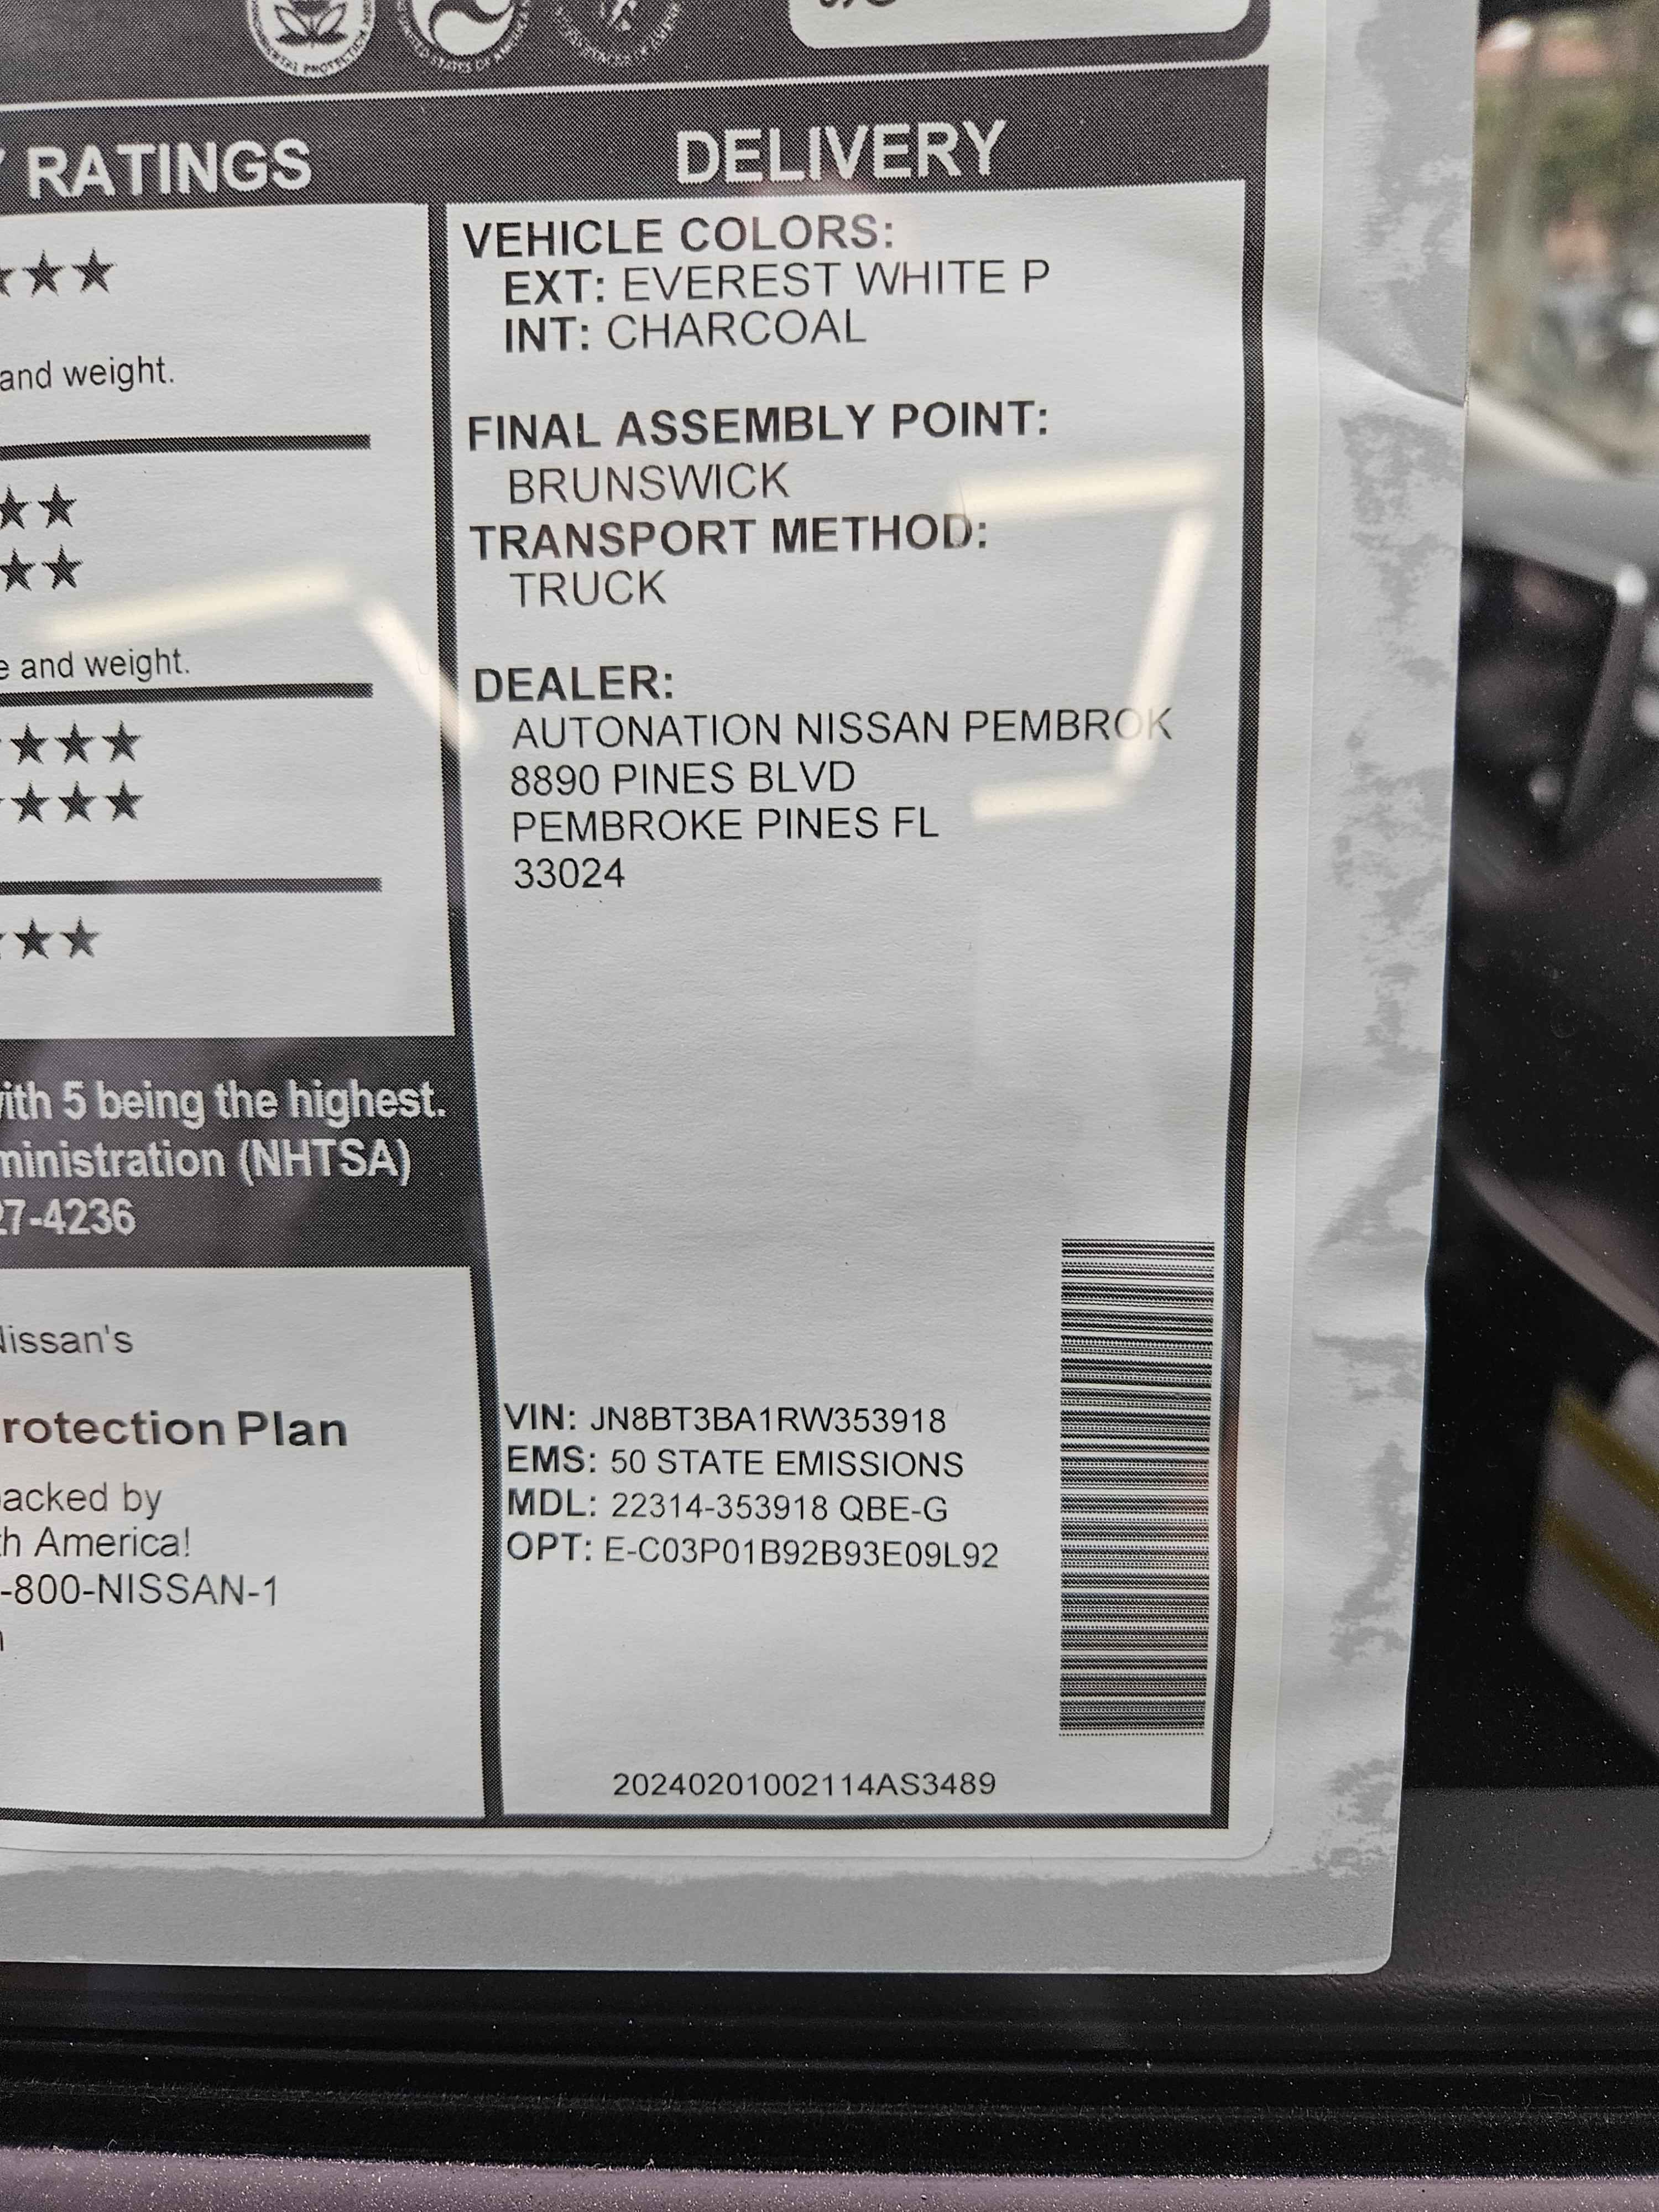 RATINGS
★★★
and weight.
★★
★★
and weight.
★★★
★★★
★★
with 5 being the highest.
(NHTSA)
27-4236
Nissan's
Protection Plan
backed by
America!
-800-NISSAN-1
DELIVERY
VEHICLE COLORS:
EXT: EVEREST WHITE P
INT: CHARCOAL
FINAL ASSEMBLY POINT:
BRUNSWICK
TRANSPORT METHOD:
TRUCK
DEALER:
AUTONATION NISSAN PEMBROK
8890 PINES BLVD
PEMBROKE PINES FL
33024
VIN: JN8BT3BA1RW353918
EMS: 50 STATE EMISSIONS
MDL: 22314-353918 QBE-G
OPT: E-C03P01B92B93E09L92
20240201002114AS3489